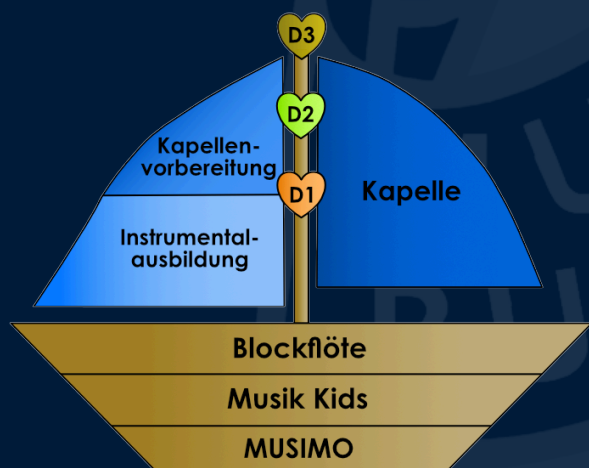 D3
D2
Kapellen-
vorbereitung
D1
Kapelle
Instrumental-
ausbildung
Blockflöte
Musik Kids
MUSIMO